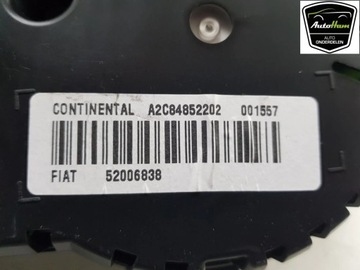 AutoHam
AUTO
ONDERDELEN
CONTINENTAL A2C84852202 001557
FIAT 52006838